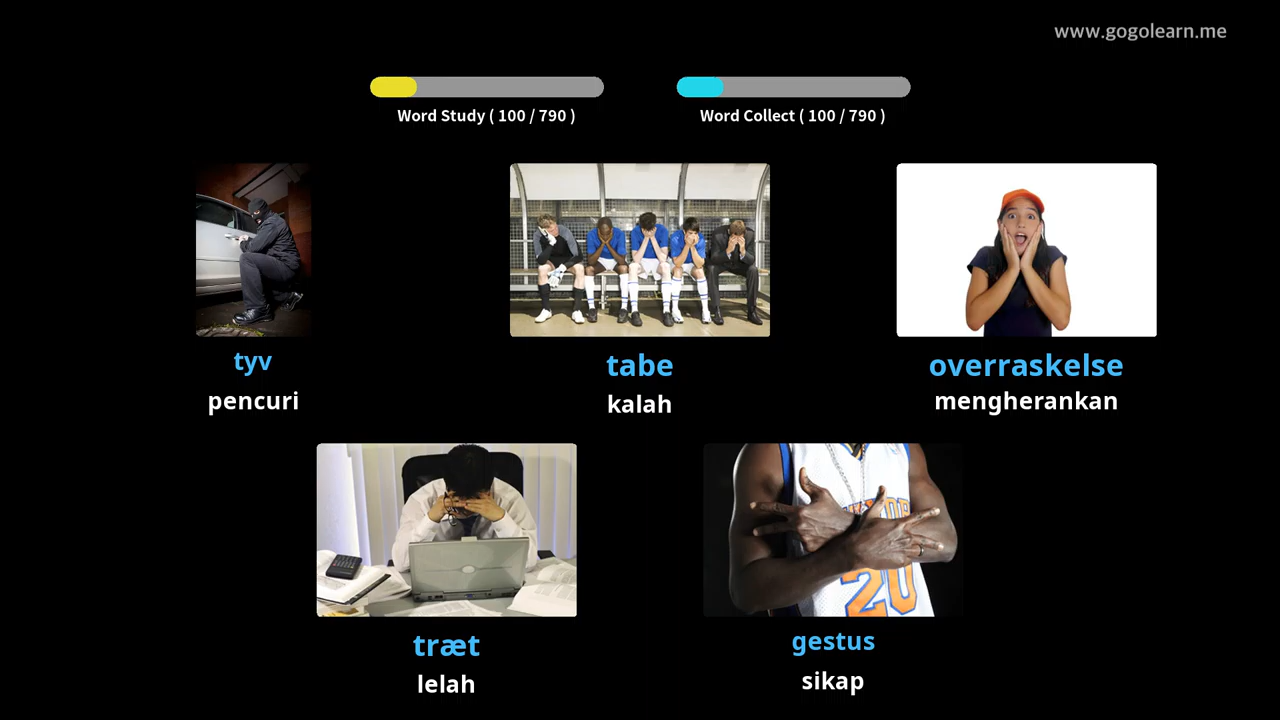 www.gogolearn.me
Word Study ( 100 / 790 )
Word Collect ( 100 / 790 )
tyv
pencuri
tabe
kalah
overraskelse
mengherankan
træt
lelah
gestus
sikap
20